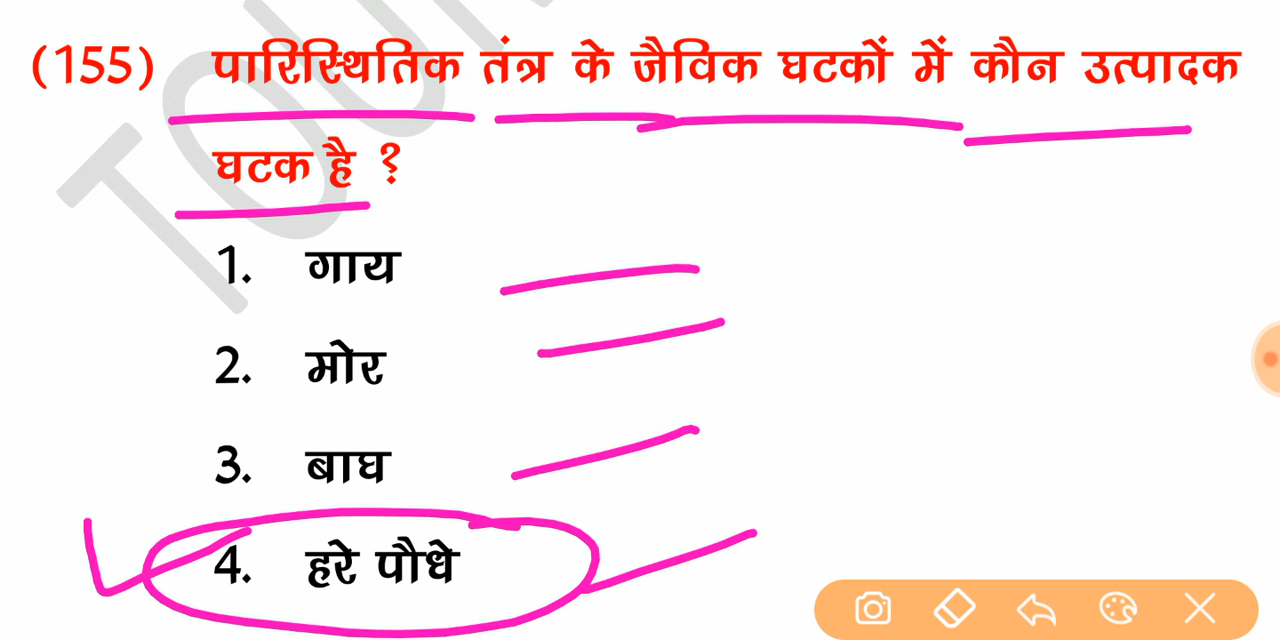 (155) पारिस्थितिक तंत्र के जैविक घटकों में कौन उत्पादक
घटक है ?
1. गाय
2. मोर
3. बाघ
4. हरे पौधे